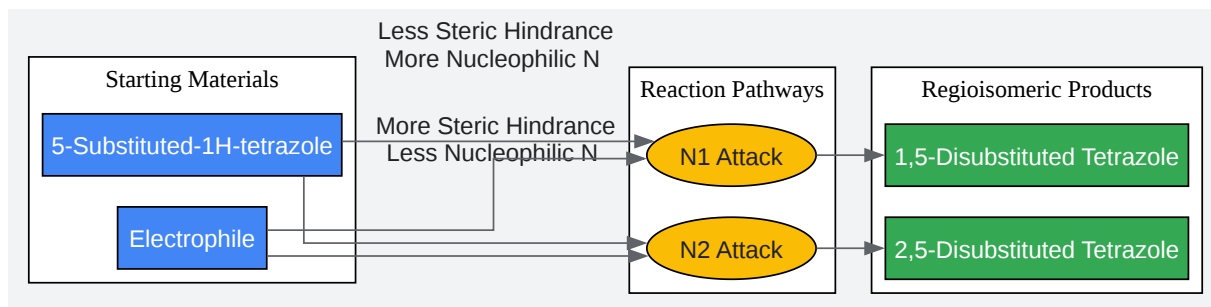 Less Steric Hindrance
More Nucleophilic N
Starting Materials
Reaction Pathways
Regioisomeric Products
5-Substituted-1H-tetrazole
More Steric Hindrance
Less Nucleophilic N
N1 Attack
1,5-Disubstituted Tetrazole
Electrophile
N2 Attack
2,5-Disubstituted Tetrazole